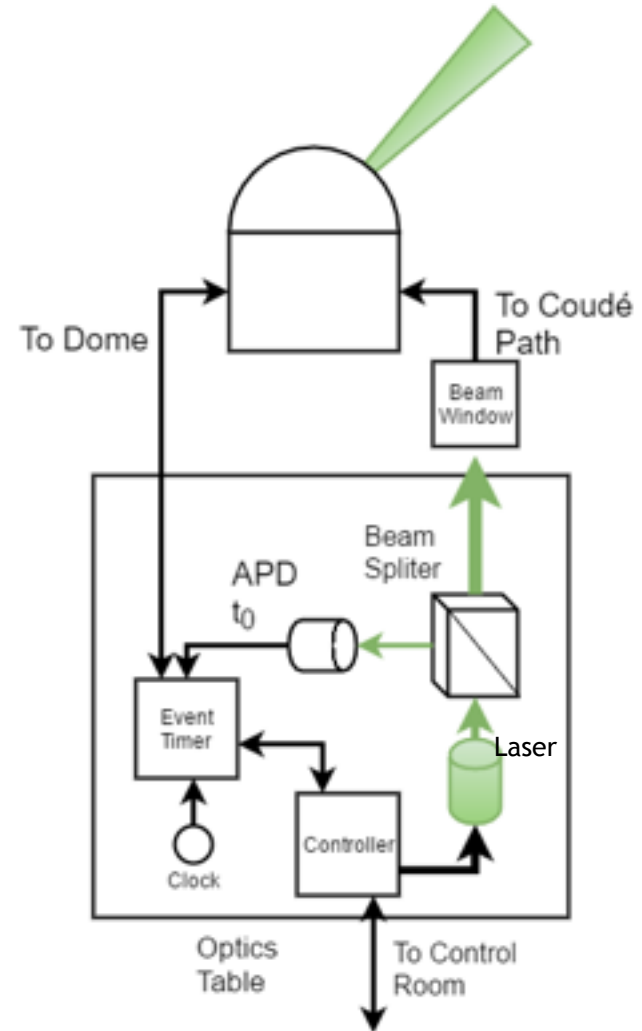 To Dome
To Coudé
Path
Beam
Window
Beam
Spliter
APD
t0
Event
Timer
Laser
Controller
Clock
Optics
Table
To Control
Room